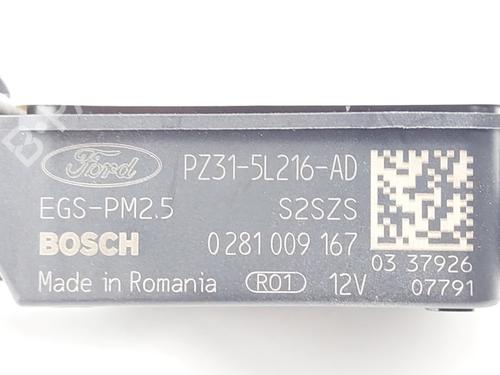 Ford PZ31-5L216-AD
EGS-PM2.5 S2SZS
BOSCH 0 281 009 167
03 37926
Made in Romania R01 12V 07791